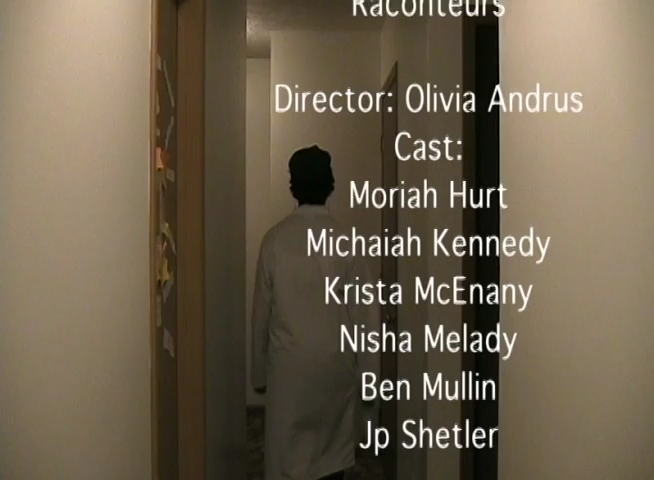 Raconteurs
Director: Olivia Andrus
Cast:
Moriah Hurt
Michaiah Kennedy
Krista McEnany
Nisha Melady
Ben Mullin
Jp Shetler